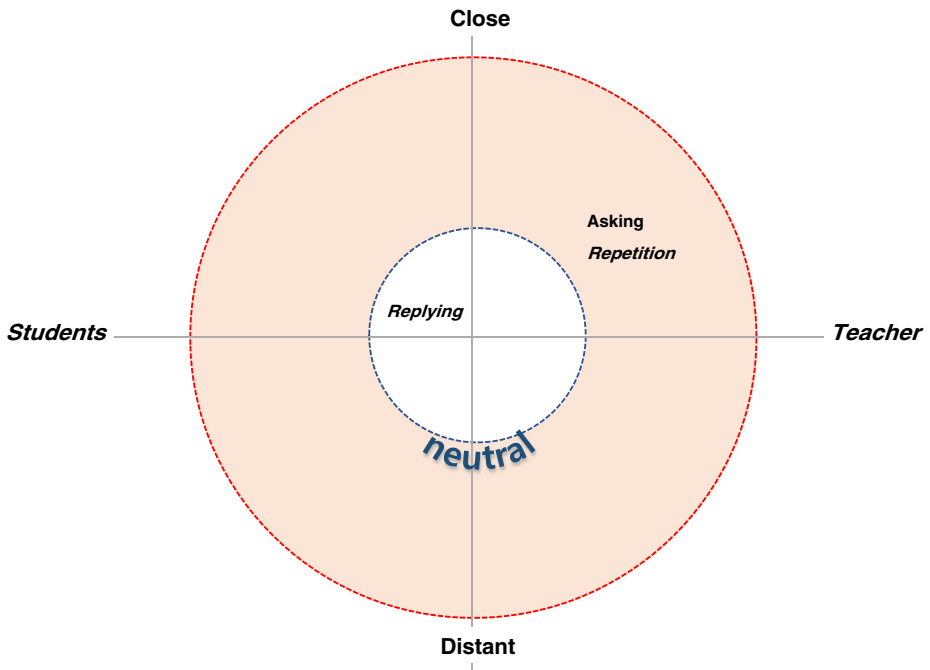 Close
Asking
Repetition
Replying
Students
Teacher
neutral
Distant